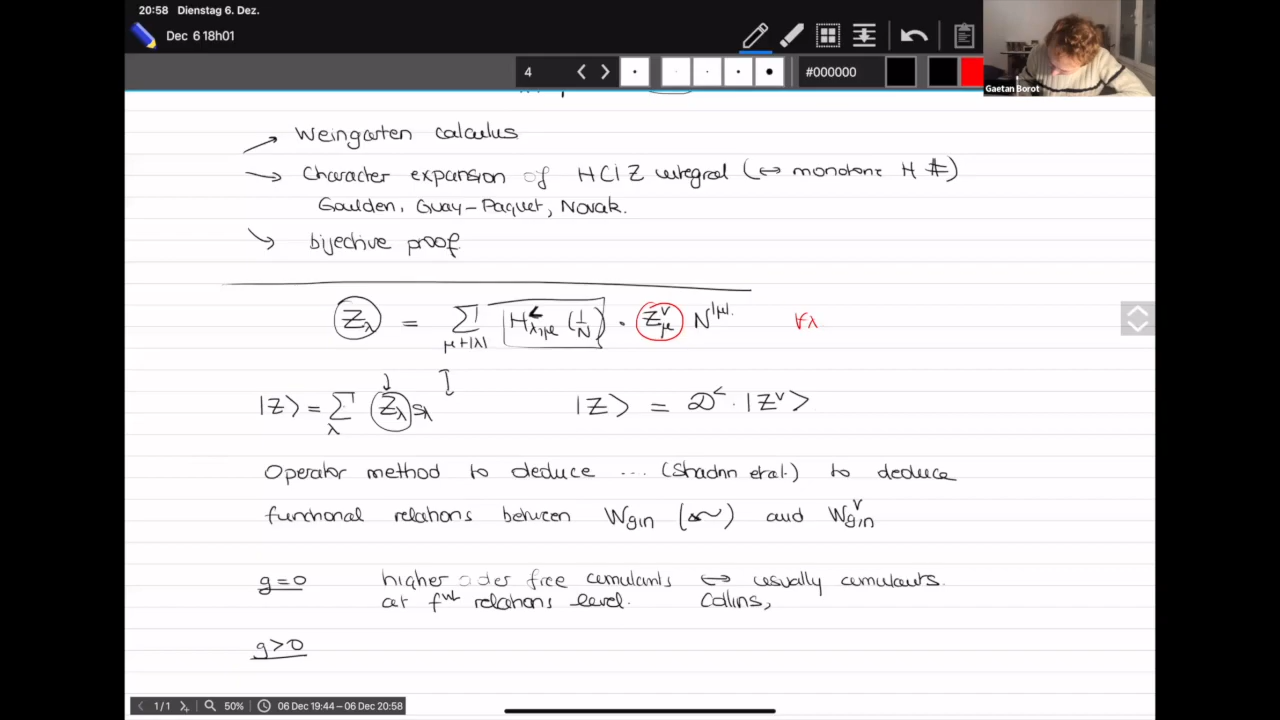 20:58 Dienstag 6. Dez.
Dec 6 18h01
4 #000000
Gaetan Borot
→ Weingarten calculus
→ Character expansion of HCIZ integral (↔ monotone H #)
Goulden, Guay-Paquet, Novak.
↘ bijective proof
Z_λ = Σ_{μ⊢|λ|} H^<_{λ,μ} (1/N) · Z^∨_μ N^{|μ|} ∀λ
|Z> = Σ_λ Z_λ s_λ |Z> = D^< · |Z^∨>
Operator method to deduce ... (Shadrin et al.) to deduce
functional relations between W_{g,n} and W^∨_{g,n}
g=0 higher order free cumulants ↔ usually cumulants.
at f^{nl} relations level. Collins,
g>0
1/1 50% 06 Dec 19:44 – 06 Dec 20:58